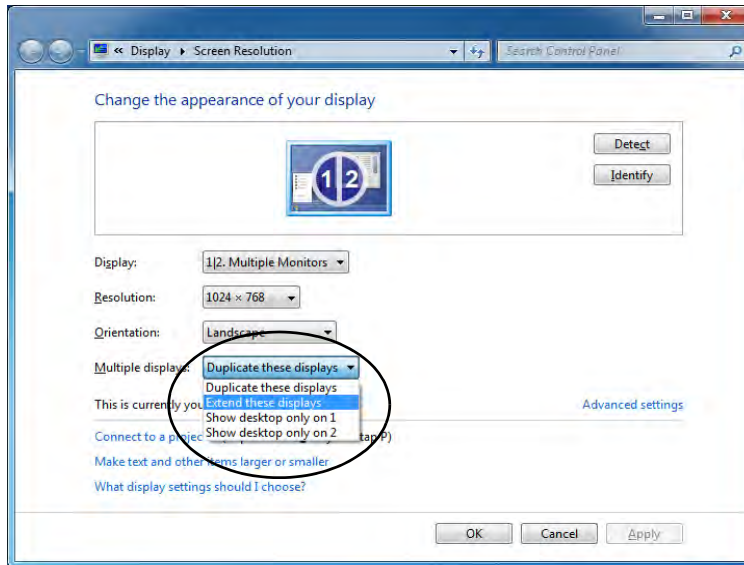 « Display ▸ Screen Resolution
Search Control Panel
Change the appearance of your display
1 2
Detect
Identify
Display: 1|2. Multiple Monitors
Resolution: 1024 × 768
Orientation: Landscape
Multiple displays: Duplicate these displays
Duplicate these displays
This is currently you
Extend these displays
Advanced settings
Show desktop only on 1
Connect to a projec
Show desktop only on 2
tap P)
Make text and other items larger or smaller
What display settings should I choose?
OK Cancel Apply